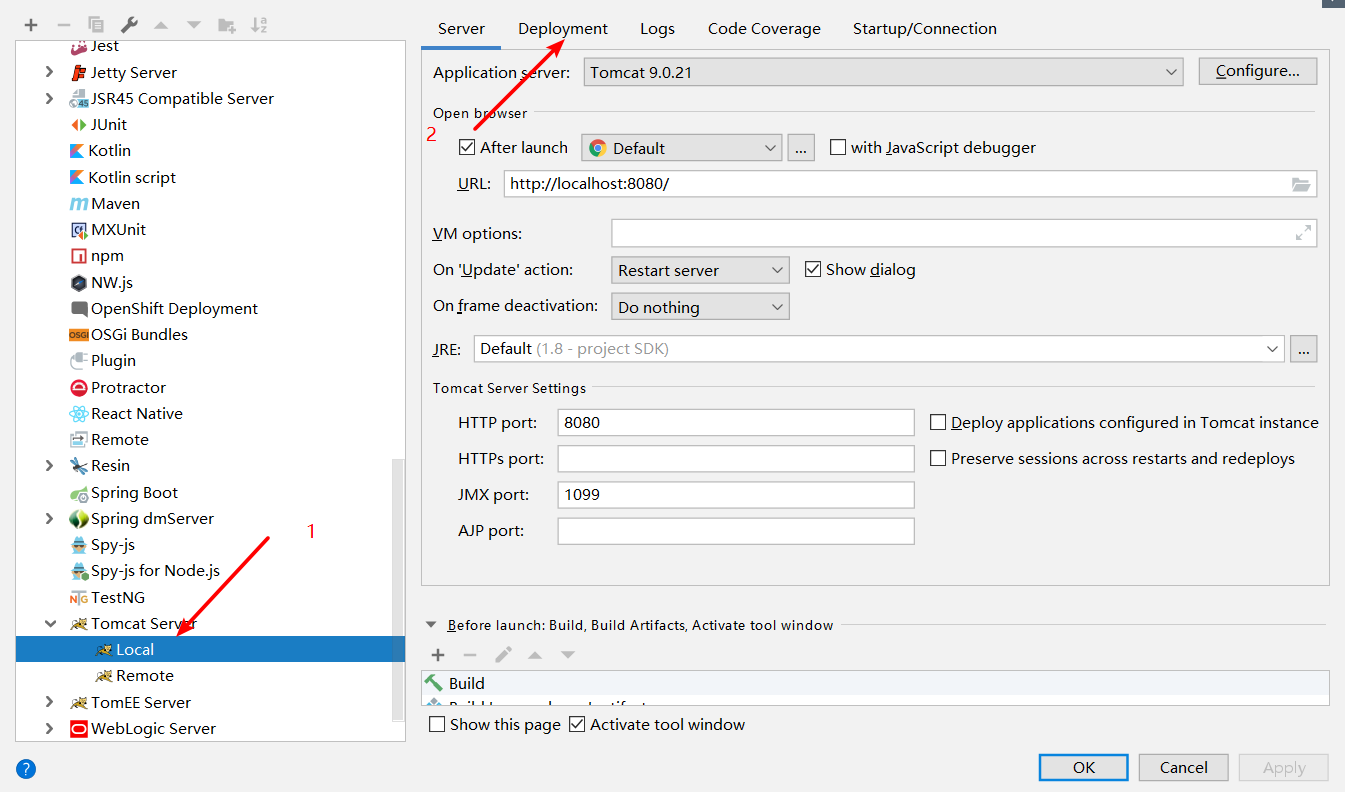 Jest
Jetty Server
JSR45 Compatible Server
JUnit
Kotlin
Kotlin script
Maven
MXUnit
npm
NW.js
OpenShift Deployment
OSGi Bundles
Plugin
Protractor
React Native
Remote
Resin
Spring Boot
Spring dmServer
Spy-js
Spy-js for Node.js
TestNG
Tomcat Server
Local
Remote
TomEE Server
WebLogic Server
1
Server Deployment Logs Code Coverage Startup/Connection
Application server: Tomcat 9.0.21 Configure...
Open browser
2
After launch Default ... with JavaScript debugger
URL: http://localhost:8080/
VM options:
On 'Update' action: Restart server Show dialog
On frame deactivation: Do nothing
JRE: Default (1.8 - project SDK) ...
Tomcat Server Settings
HTTP port: 8080 Deploy applications configured in Tomcat instance
HTTPs port: Preserve sessions across restarts and redeploys
JMX port: 1099
AJP port:
Before launch: Build, Build Artifacts, Activate tool window
Build
Show this page Activate tool window
? OK Cancel Apply